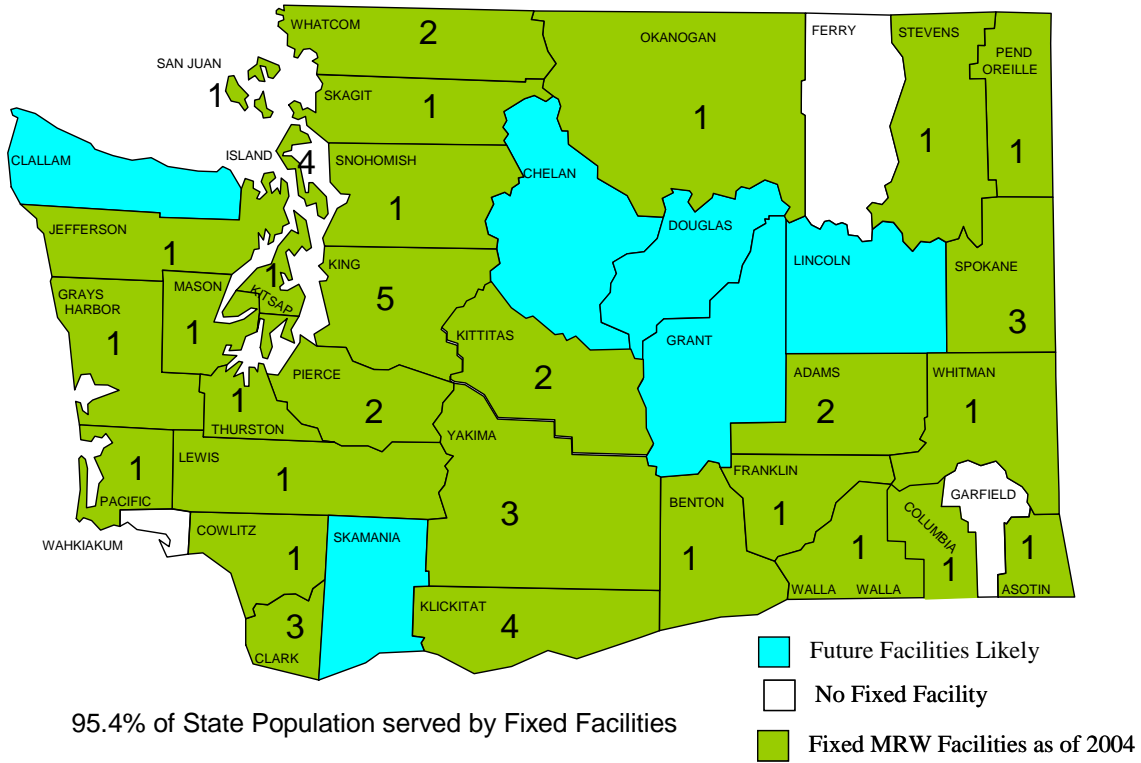 WHATCOM
2
OKANOGAN
1
FERRY
STEVENS
1
PEND
OREILLE
1
SAN JUAN
1
SKAGIT
1
ISLAND
4
SNOHOMISH
1
CLALLAM
CHELAN
DOUGLAS
JEFFERSON
1
KING
5
LINCOLN
SPOKANE
3
GRAYS
HARBOR
1
MASON
1
1
KITSAP
KITTITAS
2
GRANT
PIERCE
2
ADAMS
2
WHITMAN
1
1
THURSTON
YAKIMA
3
LEWIS
1
1
PACIFIC
FRANKLIN
1
BENTON
1
GARFIELD
COLUMBIA
1
WAHKIAKUM
COWLITZ
1
SKAMANIA
1
WALLA WALLA
1
ASOTIN
KLICKITAT
4
3
CLARK
Future Facilities Likely
No Fixed Facility
Fixed MRW Facilities as of 2004
95.4% of State Population served by Fixed Facilities